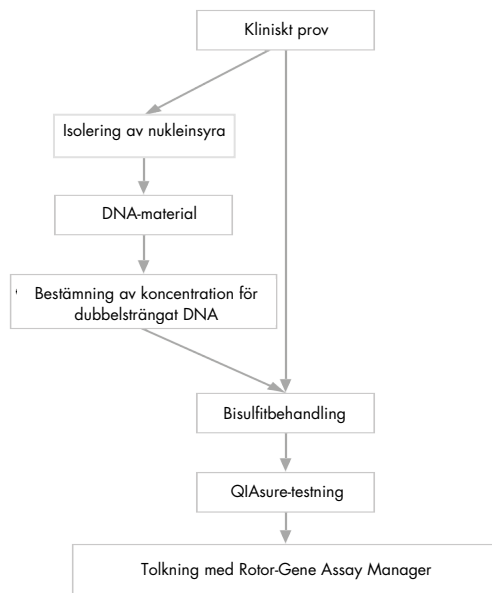 Kliniskt prov
Isolering av nukleinsyra
DNA-material
Bestämning av koncentration för
dubbelsträngat DNA
Bisulfitbehandling
QIAsure-testning
Tolkning med Rotor-Gene Assay Manager